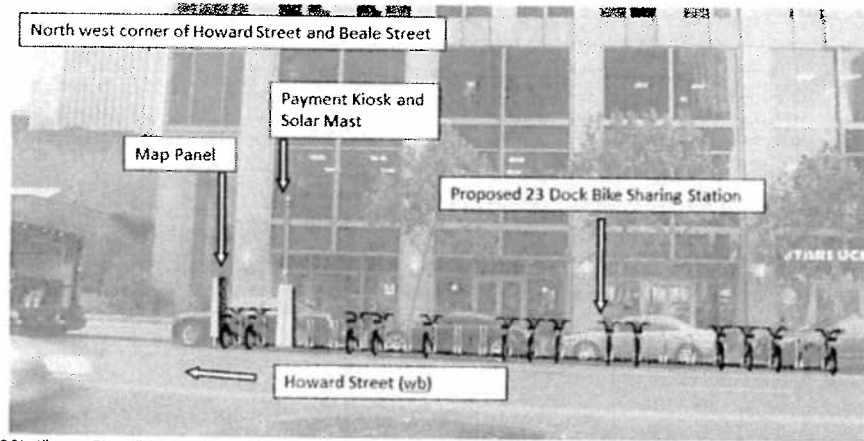 North west corner of Howard Street and Beale Street
Payment Kiosk and
Solar Mast
Map Panel
Proposed 23 Dock Bike Sharing Station
Howard Street (wb)